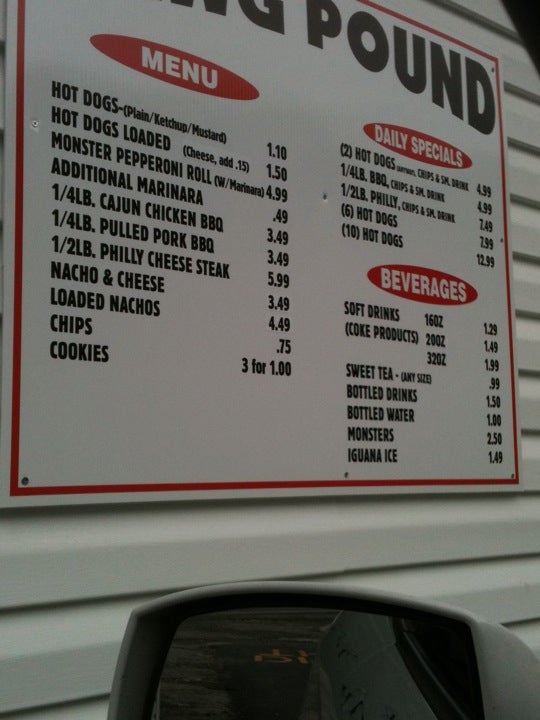 POUND
MENU
HOT DOGS-(Plain/Ketchup/Mustard) 1.10
HOT DOGS LOADED (Cheese, add .15) 1.50
MONSTER PEPPERONI ROLL (W/Marinara) 4.99
ADDITIONAL MARINARA .49
1/4LB. CAJUN CHICKEN BBQ 3.49
1/4LB. PULLED PORK BBQ 3.49
1/2LB. PHILLY CHEESE STEAK 5.99
NACHO & CHEESE 3.49
LOADED NACHOS 4.49
CHIPS .75
COOKIES 3 for 1.00
DAILY SPECIALS
(2) HOT DOGS CHIPS & SM. DRINK 4.99
1/4LB. BBQ, CHIPS & SM. DRINK 4.99
1/2LB. PHILLY, CHIPS & SM. DRINK 7.49
(6) HOT DOGS 7.99
(10) HOT DOGS 12.99
BEVERAGES
SOFT DRINKS 16OZ 1.29
(COKE PRODUCTS) 20OZ 1.49
32OZ 1.99
SWEET TEA - (ANY SIZE) .99
BOTTLED DRINKS 1.50
BOTTLED WATER 1.00
MONSTERS 2.50
IGUANA ICE 1.49